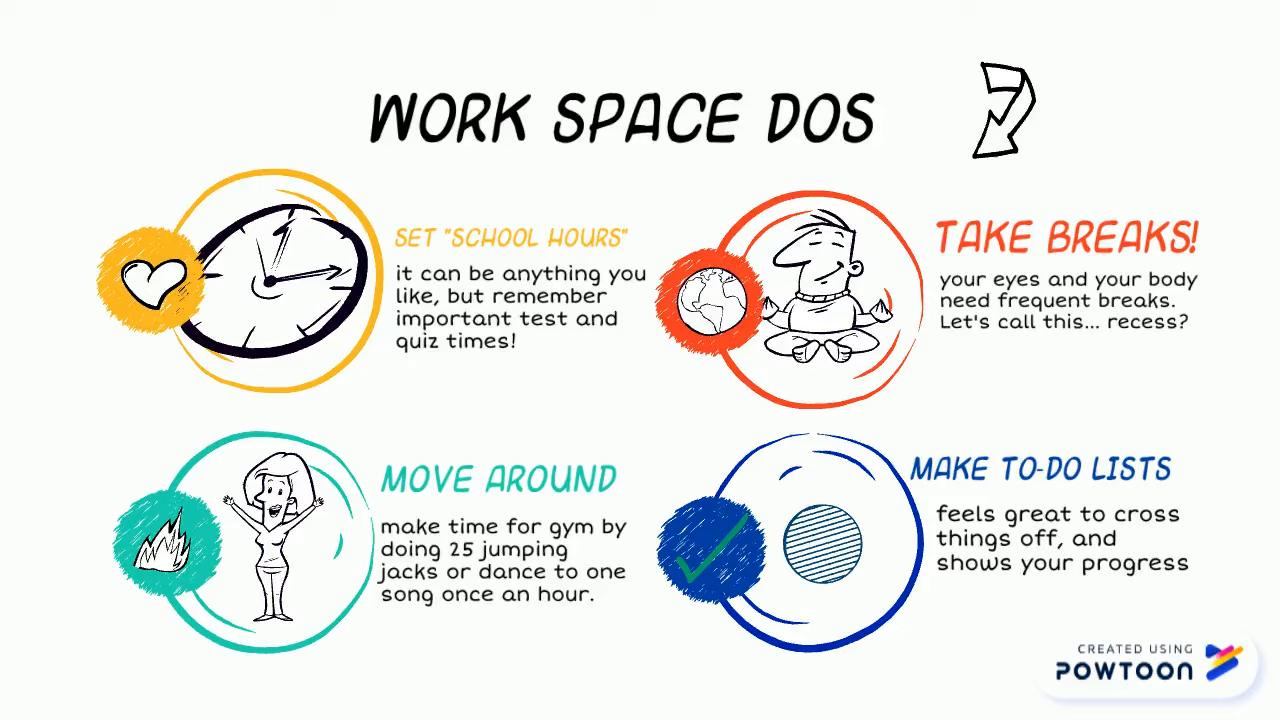 WORK SPACE DOS
SET "SCHOOL HOURS"
it can be anything you
like, but remember
important test and
quiz times!
TAKE BREAKS!
your eyes and your body
need frequent breaks.
Let's call this... recess?
MOVE AROUND
make time for gym by
doing 25 jumping
jacks or dance to one
song once an hour.
MAKE TO-DO LISTS
feels great to cross
things off, and
shows your progress
CREATED USING
POWTOON